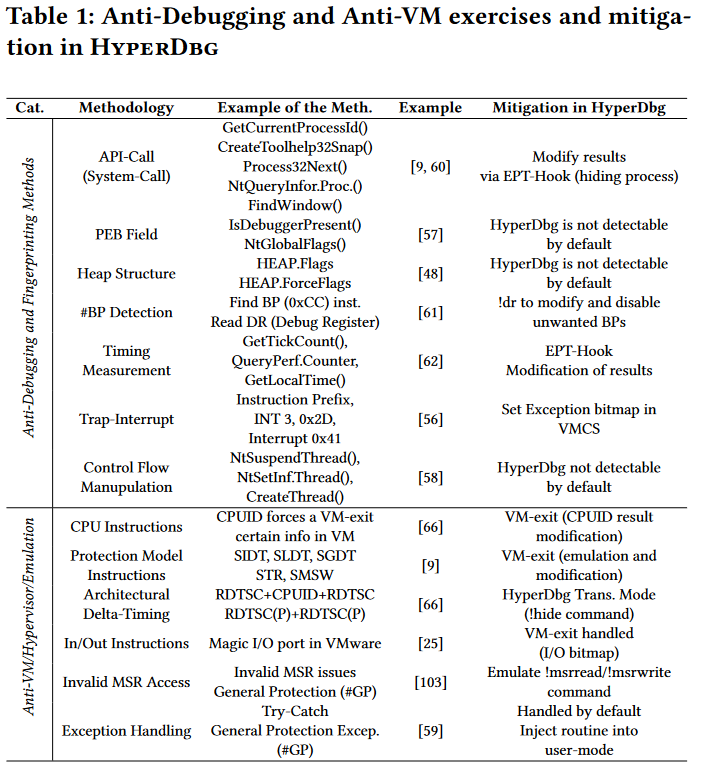 Table 1: Anti-Debugging and Anti-VM exercises and mitiga-
tion in HYPERDBG
Cat. Methodology Example of the Meth. Example Mitigation in HyperDbg
Anti-Debugging and Fingerprinting Methods
API-Call
(System-Call)
GetCurrentProcessId()
CreateToolhelp32Snap()
Process32Next()
NtQueryInfor.Proc.()
FindWindow()
[9, 60]
Modify results
via EPT-Hook (hiding process)
PEB Field
IsDebuggerPresent()
NtGlobalFlags()
[57]
HyperDbg is not detectable
by default
Heap Structure
HEAP.Flags
HEAP.ForceFlags
[48]
HyperDbg is not detectable
by default
#BP Detection
Find BP (0xCC) inst.
Read DR (Debug Register)
[61]
!dr to modify and disable
unwanted BPs
Timing
Measurement
GetTickCount(),
QueryPerf.Counter,
GetLocalTime()
[62]
EPT-Hook
Modification of results
Trap-Interrupt
Instruction Prefix,
INT 3, 0x2D,
Interrupt 0x41
[56]
Set Exception bitmap in
VMCS
Control Flow
Manupulation
NtSuspendThread(),
NtSetInf.Thread(),
CreateThread()
[58]
HyperDbg not detectable
by default
Anti-VM/Hypervisor/Emulation
CPU Instructions
CPUID forces a VM-exit
certain info in VM
[66]
VM-exit (CPUID result
modification)
Protection Model
Instructions
SIDT, SLDT, SGDT
STR, SMSW
[9]
VM-exit (emulation and
modification)
Architectural
Delta-Timing
RDTSC+CPUID+RDTSC
RDTSC(P)+RDTSC(P)
[66]
HyperDbg Trans. Mode
(!hide command)
In/Out Instructions
Magic I/O port in VMware
[25]
VM-exit handled
(I/O bitmap)
Invalid MSR Access
Invalid MSR issues
General Protection (#GP)
[103]
Emulate !msrread/!msrwrite
command
Exception Handling
Try-Catch
General Protection Excep.
(#GP)
[59]
Handled by default
Inject routine into
user-mode